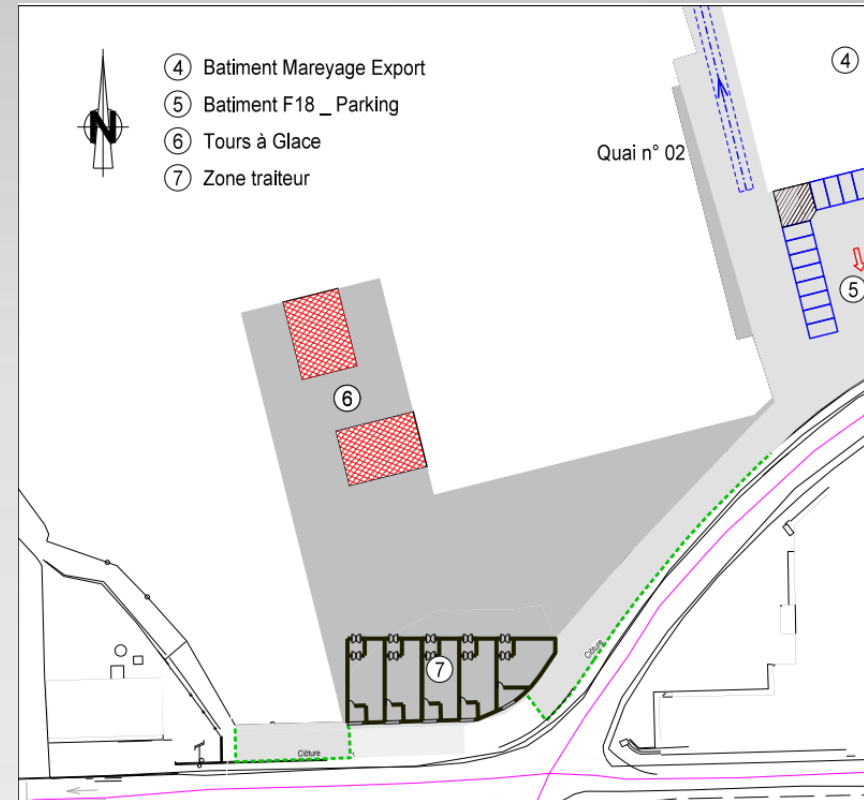 N
④ Batiment Mareyage Export
⑤ Batiment F18 _ Parking
⑥ Tours à Glace
⑦ Zone traiteur
④
Quai n° 02
⑤
⑥
Clôture
⑦
Clôture